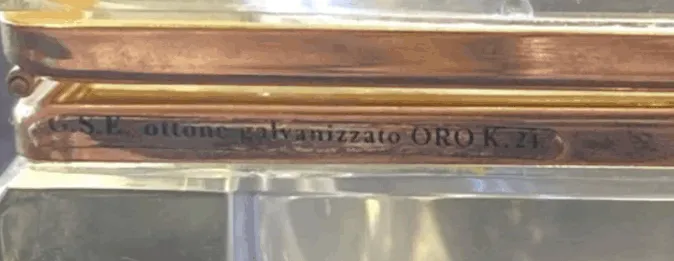 G.S.E. ottone galvanizzato ORO K. 24